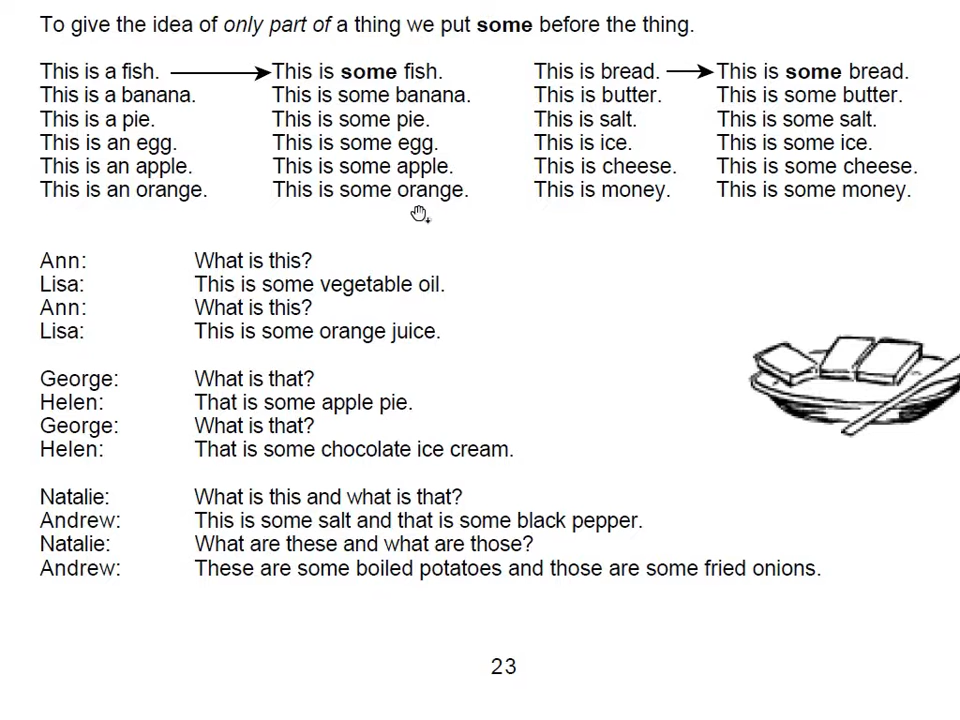 To give the idea of only part of a thing we put some before the thing.
This is a fish. This is some fish. This is bread. This is some bread.
This is a banana. This is some banana. This is butter. This is some butter.
This is a pie. This is some pie. This is salt. This is some salt.
This is an egg. This is some egg. This is ice. This is some ice.
This is an apple. This is some apple. This is cheese. This is some cheese.
This is an orange. This is some orange. This is money. This is some money.
Ann: What is this?
Lisa: This is some vegetable oil.
Ann: What is this?
Lisa: This is some orange juice.
George: What is that?
Helen: That is some apple pie.
George: What is that?
Helen: That is some chocolate ice cream.
Natalie: What is this and what is that?
Andrew: This is some salt and that is some black pepper.
Natalie: What are these and what are those?
Andrew: These are some boiled potatoes and those are some fried onions.
23